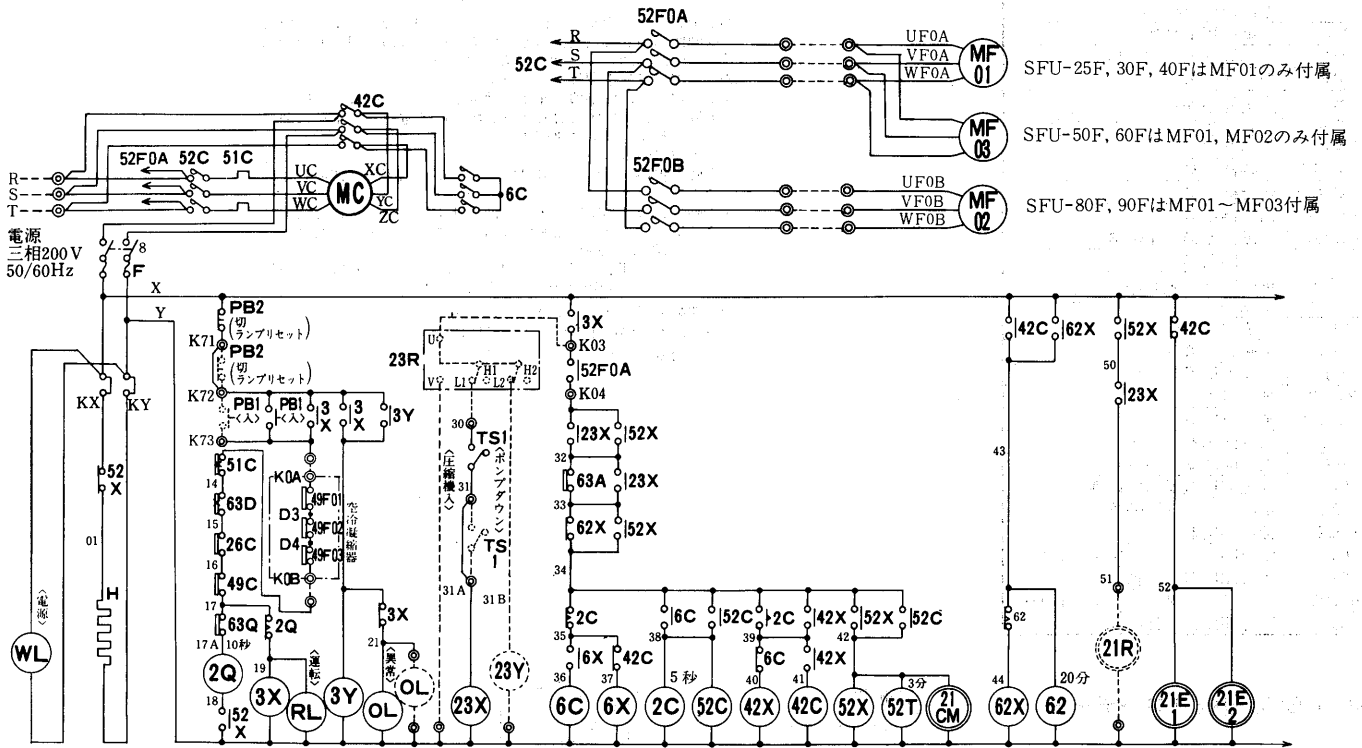 52F0A
R
S
T
52C
UF0A
VF0A
WF0A
MF
01
SFU-25F, 30F, 40FはMF01のみ付属
MF
03
SFU-50F, 60FはMF01, MF02のみ付属
52F0B
UF0B
VF0B
WF0B
MF
02
SFU-80F, 90FはMF01～MF03付属
42C
52F0A
52C
51C
UC
VC
WC
MC
XC
YC
ZC
6C
R
S
T
電源
三相200V
50/60Hz
8
F
X
Y
PB2
(切
ランプリセット)
K71
PB2
(切
ランプリセット)
K72
PB1
〈入〉
PB1
〈入〉
3
X
3
X
3Y
K73
KX
KY
52
X
01
H
〈電源〉
WL
51C
14
63D
15
26C
16
49C
17
63Q
17A
10秒
2Q
18
52
X
2Q
19
3X
〈運転〉
RL
K0A
D3
49F01
49F02
D4
49F03
K0B
空冷凝縮器
3Y
3X
21
〈異常〉
OL
OL
23R
U
V
L1
H1
L2
H2
30
TS1
〈圧縮機入〉
〈ポンプダウン〉
31
TS
1
31A
31B
23X
23Y
3X
K03
52F0A
K04
23X
52X
32
63A
23X
33
62X
52X
34
2C
6C
52C
2C
42X
52X
52C
35
38
39
42
6X
42C
6C
42X
36
37
5秒
40
41
3分
6C
6X
2C
52C
42X
42C
52X
52T
21
CM
42C
62X
43
62
44
20分
62X
62
52X
50
23X
51
21R
42C
52
21E
1
21E
2